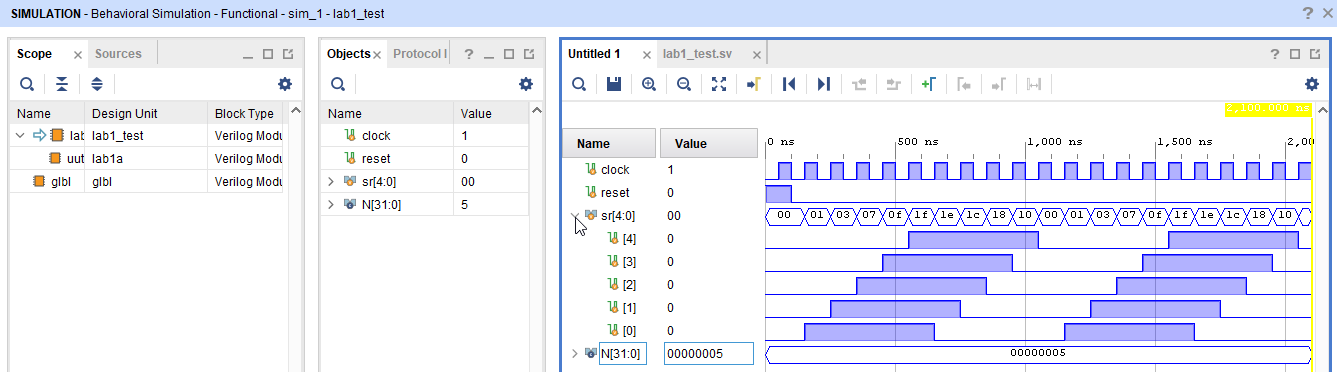 SIMULATION - Behavioral Simulation - Functional - sim_1 - lab1_test
Scope Sources
Name Design Unit Block Type
lab lab1_test Verilog Modu
uut lab1a Verilog Modu
glbl glbl Verilog Modu
Objects Protocol I
Name Value
clock 1
reset 0
sr[4:0] 00
N[31:0] 5
Untitled 1 lab1_test.sv
2,100.000 ns
Name Value
0 ns 500 ns 1,000 ns 1,500 ns 2,00
clock 1
reset 0
sr[4:0] 00 00 01 03 07 0f 1f 1e 1c 18 10 00 01 03 07 0f 1f 1e 1c 18 10
[4] 0
[3] 0
[2] 0
[1] 0
[0] 0
N[31:0] 00000005 00000005